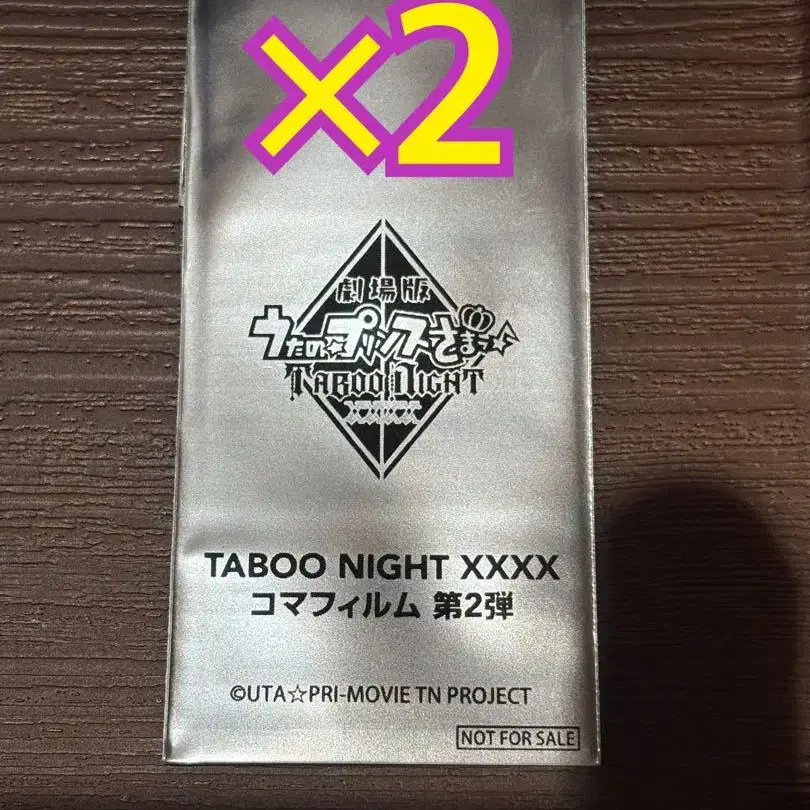 ×2
劇場版
うたの☆プリンスさまっ♪
TABOO NIGHT
XXXX
TABOO NIGHT XXXX
コマフィルム 第2弾
©UTA☆PRI-MOVIE TN PROJECT
NOT FOR SALE